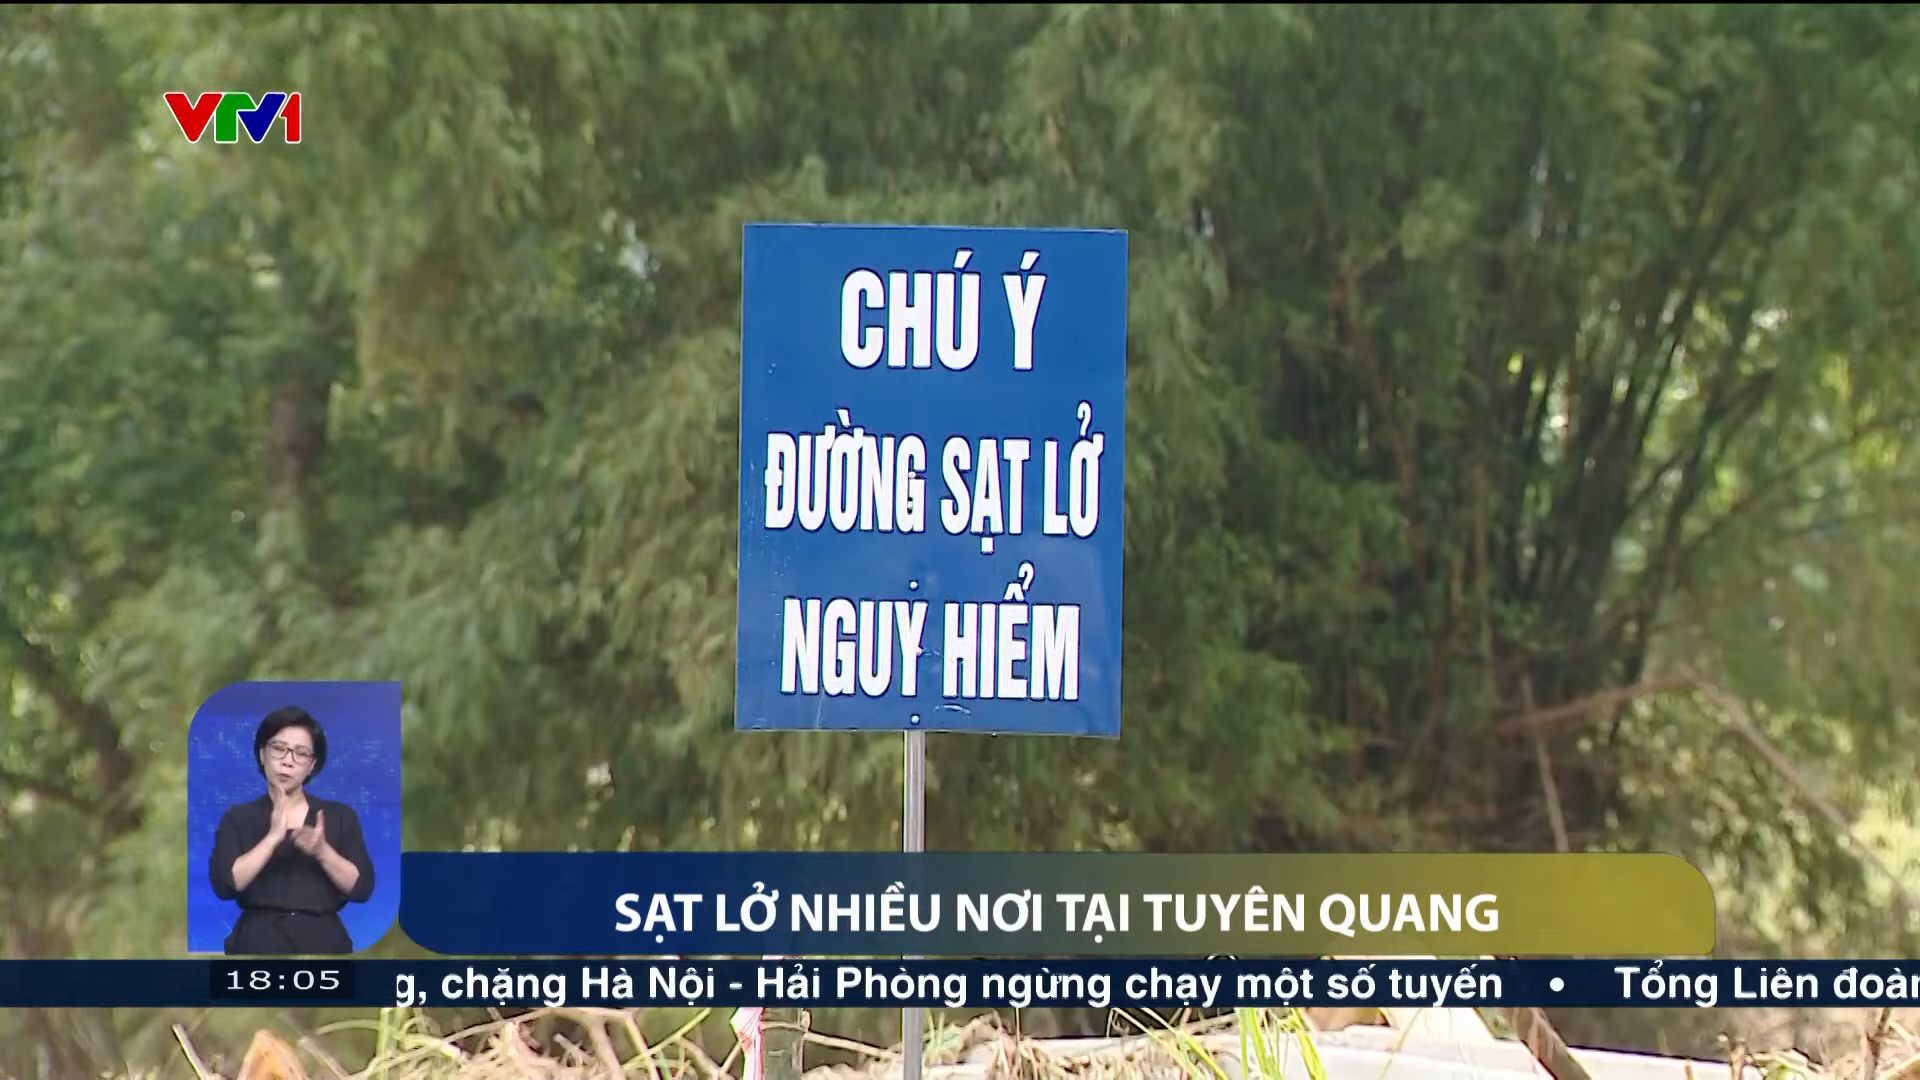 VTV1
CHÚ Ý
ĐƯỜNG SẠT LỞ
NGUY HIỂM
SẠT LỞ NHIỀU NƠI TẠI TUYÊN QUANG
18:05
g, chặng Hà Nội - Hải Phòng ngừng chạy một số tuyến • Tổng Liên đoàn